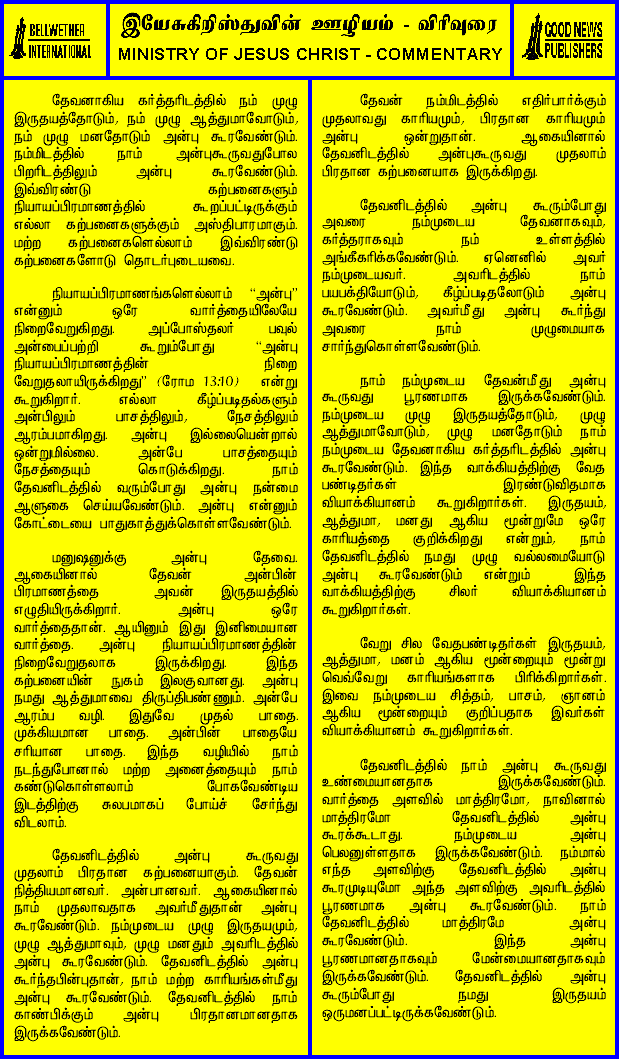 BELLWETHER
INTERNATIONAL
இயேசுகிறிஸ்துவின் ஊழியம் - விரிவுரை
MINISTRY OF JESUS CHRIST - COMMENTARY
GOOD NEWS
PUBLISHERS
தேவனாகிய கர்த்தரிடத்தில் நம் முழு
இருதயத்தோடும், நம் முழு ஆத்துமாவோடும்,
நம் முழு மனதோடும் அன்பு கூரவேண்டும்.
நம்மிடத்தில் நாம் அன்புகூருவதுபோல
பிறரிடத்திலும் அன்பு கூரவேண்டும்.
இவ்விரண்டு கற்பனைகளும்
நியாயப்பிரமாணத்தில் கூறப்பட்டிருக்கும்
எல்லா கற்பனைகளுக்கும் அஸ்திபாரமாகும்.
மற்ற கற்பனைகளெல்லாம் இவ்விரண்டு
கற்பனைகளோடு தொடர்புடையவை.
நியாயப்பிரமாணங்களெல்லாம் “அன்பு”
என்னும் ஒரே வார்த்தையிலேயே
நிறைவேறுகிறது. அப்போஸ்தலர் பவுல்
அன்பைப்பற்றி கூறும்போது “அன்பு
நியாயப்பிரமாணத்தின் நிறை
வேறுதலாயிருக்கிறது” (ரோம 13:10) என்று
கூறுகிறார். எல்லா கீழ்ப்படிதல்களும்
அன்பிலும் பாசத்திலும், நேசத்திலும்
ஆரம்பமாகிறது. அன்பு இல்லையென்றால்
ஒன்றுமில்லை. அன்பே பாசத்தையும்
நேசத்தையும் கொடுக்கிறது. நாம்
தேவனிடத்தில் வரும்போது அன்பு நன்மை
ஆளுகை செய்யவேண்டும். அன்பு என்னும்
கோட்டையை பாதுகாத்துக்கொள்ளவேண்டும்.
மனுஷனுக்கு அன்பு தேவை.
ஆகையினால் தேவன் அன்பின்
பிரமாணத்தை அவன் இருதயத்தில்
எழுதியிருக்கிறார். அன்பு ஒரே
வார்த்தைதான். ஆயினும் இது இனிமையான
வார்த்தை. அன்பு நியாயப்பிரமாணத்தின்
நிறைவேறுதலாக இருக்கிறது. இந்த
கற்பனையின் நுகம் இலகுவானது. அன்பு
நமது ஆத்துமாவை திருப்திபண்ணும். அன்பே
ஆரம்ப வழி. இதுவே முதல் பாதை.
முக்கியமான பாதை. அன்பின் பாதையே
சரியான பாதை. இந்த வழியில் நாம்
நடந்துபோனால் மற்ற அனைத்தையும் நாம்
கண்டுகொள்ளலாம் போகவேண்டிய
இடத்திற்கு சுலபமாகப் போய்ச் சேர்ந்து
விடலாம்.
தேவனிடத்தில் அன்பு கூருவது
முதலாம் பிரதான கற்பனையாகும். தேவன்
நித்தியமானவர். அன்பானவர். ஆகையினால்
நாம் முதலாவதாக அவர்மீதுதான் அன்பு
கூரவேண்டும். நம்முடைய முழு இருதயமும்,
முழு ஆத்துமாவும், முழு மனதும் அவரிடத்தில்
அன்பு கூரவேண்டும். தேவனிடத்தில் அன்பு
கூர்ந்தபின்புதான், நாம் மற்ற காரியங்கள்மீது
அன்பு கூரவேண்டும். தேவனிடத்தில் நாம்
காண்பிக்கும் அன்பு பிரதானமானதாக
இருக்கவேண்டும்.
தேவன் நம்மிடத்தில் எதிர்பார்க்கும்
முதலாவது காரியமும், பிரதான காரியமும்
அன்பு ஒன்றுதான். ஆகையினால்
தேவனிடத்தில் அன்புகூருவது முதலாம்
பிரதான கற்பனையாக இருக்கிறது.
தேவனிடத்தில் அன்பு கூரும்போது
அவரை நம்முடைய தேவனாகவும்,
கர்த்தராகவும் நம் உள்ளத்தில்
அங்கீகரிக்கவேண்டும். ஏனெனில் அவர்
நம்முடையவர். அவரிடத்தில் நாம்
பயபக்தியோடும், கீழ்ப்படிதலோடும் அன்பு
கூரவேண்டும். அவர்மீது அன்பு கூர்ந்து
அவரை நாம் முழுமையாக
சார்ந்துகொள்ளவேண்டும்.
நாம் நம்முடைய தேவன்மீது அன்பு
கூருவது பூரணமாக இருக்கவேண்டும்.
நம்முடைய முழு இருதயத்தோடும், முழு
ஆத்துமாவோடும், முழு மனதோடும் நாம்
நம்முடைய தேவனாகிய கர்த்தரிடத்தில் அன்பு
கூரவேண்டும். இந்த வாக்கியத்திற்கு வேத
பண்டிதர்கள் இரண்டுவிதமாக
வியாக்கியானம் கூறுகிறார்கள். இருதயம்,
ஆத்துமா, மனது ஆகிய மூன்றுமே ஒரே
காரியத்தை குறிக்கிறது என்றும், நாம்
தேவனிடத்தில் நமது முழு வல்லமையோடு
அன்பு கூரவேண்டும் என்றும் இந்த
வாக்கியத்திற்கு சிலர் வியாக்கியானம்
கூறுகிறார்கள்.
வேறு சில வேதபண்டிதர்கள் இருதயம்,
ஆத்துமா, மனம் ஆகிய மூன்றையும் மூன்று
வெவ்வேறு காரியங்களாக பிரிக்கிறார்கள்.
இவை நம்முடைய சித்தம், பாசம், ஞானம்
ஆகிய மூன்றையும் குறிப்பதாக இவர்கள்
வியாக்கியானம் கூறுகிறார்கள்.
தேவனிடத்தில் நாம் அன்பு கூருவது
உண்மையானதாக இருக்கவேண்டும்.
வார்த்தை அளவில் மாத்திரமோ, நாவினால்
மாத்திரமோ தேவனிடத்தில் அன்பு
கூரக்கூடாது. நம்முடைய அன்பு
பெலனுள்ளதாக இருக்கவேண்டும். நம்மால்
எந்த அளவிற்கு தேவனிடத்தில் அன்பு
கூரமுடியுமோ அந்த அளவிற்கு அவரிடத்தில்
பூரணமாக அன்பு கூரவேண்டும். நாம்
தேவனிடத்தில் மாத்திரமே அன்பு
கூரவேண்டும். இந்த அன்பு
பூரணமானதாகவும் மேன்மையானதாகவும்
இருக்கவேண்டும். தேவனிடத்தில் அன்பு
கூரும்போது நமது இருதயம்
ஒருமனப்பட்டிருக்கவேண்டும்.